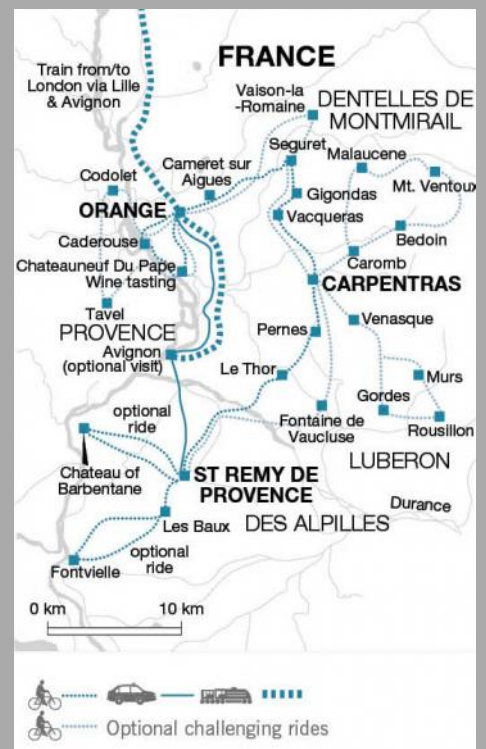 FRANCE
Train from/to
London via Lille
& Avignon
Vaison-la
-Romaine
DENTELLES DE
MONTMIRAIL
Seguret
Malaucene
Cameret sur
Aigues
Codolet
Mt. Ventoux
Gigondas
ORANGE
Vacqueras
Bedoin
Caderouse
Caromb
Chateauneuf Du Pape
Wine tasting
CARPENTRAS
Tavel
Venasque
PROVENCE
Pernes
Avignon
(optional visit)
Le Thor
Murs
Gordes
optional
ride
Fontaine de
Vaucluse
Rousillon
LUBERON
Chateau of
Barbentane
ST REMY DE
PROVENCE
Durance
Les Baux
DES ALPILLES
optional
ride
Fontvielle
0 km
10 km
Optional challenging rides